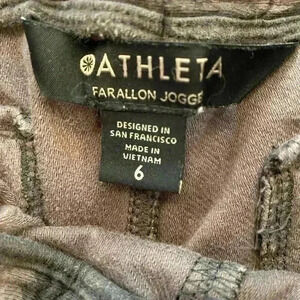 ATHLETA
FARALLON JOGGE
DESIGNED IN
SAN FRANCISCO
MADE IN
VIETNAM
6